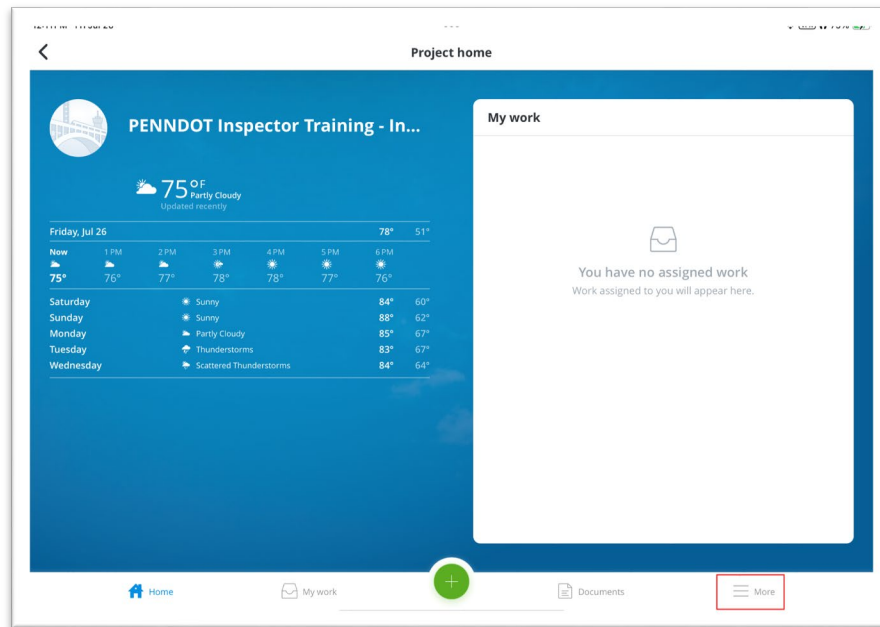 Project home
PENNDOT Inspector Training - In...
75°F
Partly Cloudy
Updated recently
Friday, Jul 26 78° 51°
Now 1 PM 2 PM 3 PM 4 PM 5 PM 6 PM
75° 76° 77° 78° 78° 77° 76°
Saturday Sunny 84° 60°
Sunday Sunny 88° 62°
Monday Partly Cloudy 85° 67°
Tuesday Thunderstorms 83° 67°
Wednesday Scattered Thunderstorms 84° 64°
My work
You have no assigned work
Work assigned to you will appear here.
Home My work + Documents More